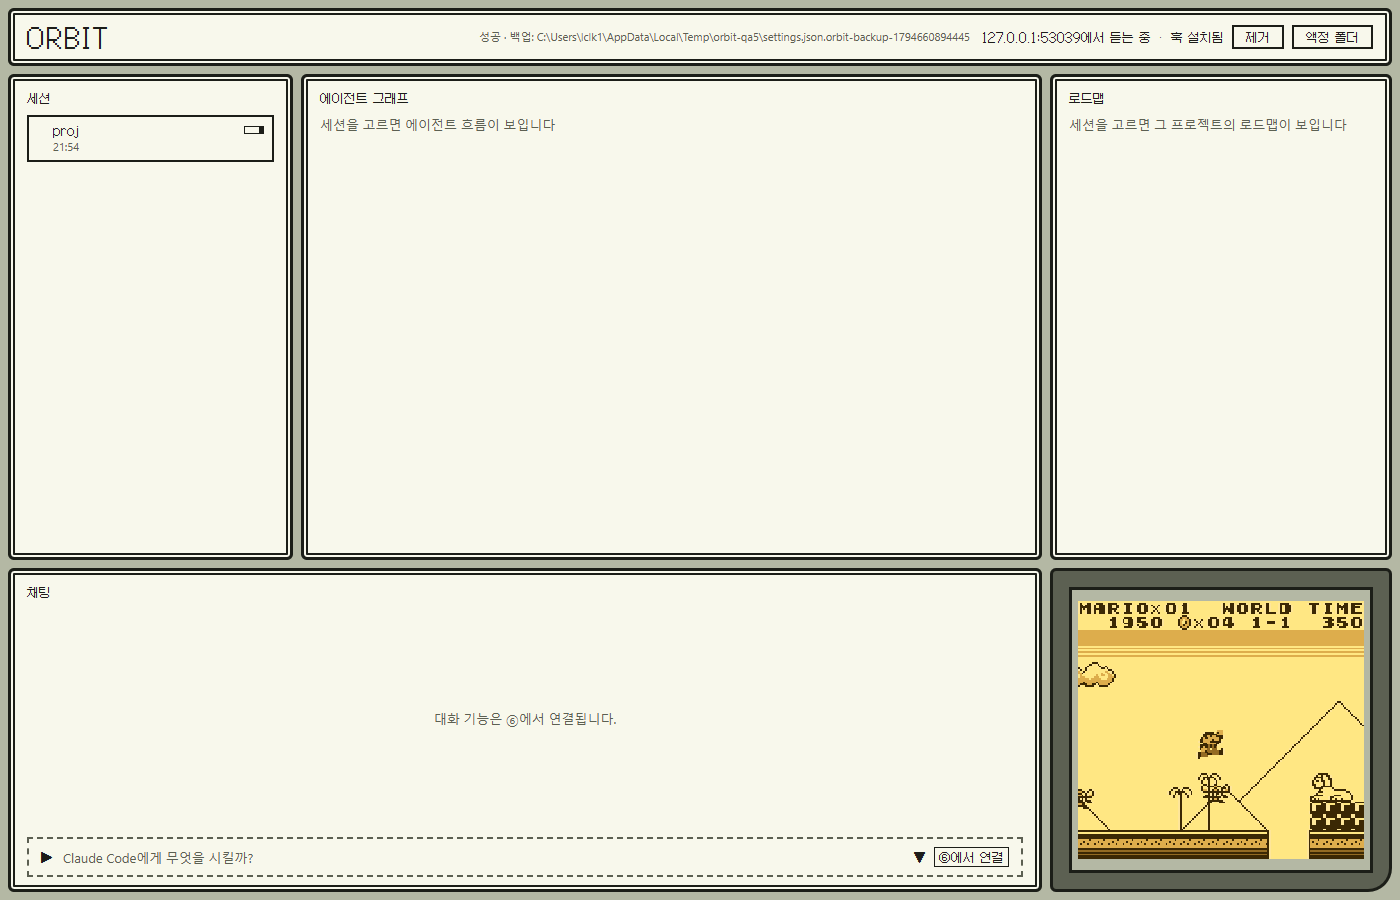 ORBIT
성공 · 백업: C:\Users\lclk1\AppData\Local\Temp\orbit-qa5\settings.json.orbit-backup-1794660894445
127.0.0.1:53039에서 듣는 중 · 훅 설치됨
제거
액정 폴더
세션
proj
21:54
에이전트 그래프
세션을 고르면 에이전트 흐름이 보입니다
로드맵
세션을 고르면 그 프로젝트의 로드맵이 보입니다
채팅
대화 기능은 ⑥에서 연결됩니다.
▶ Claude Code에게 무엇을 시킬까?
▼ ⑥에서 연결
MARIO×01 WORLD TIME
1950 ×04 1-1 350